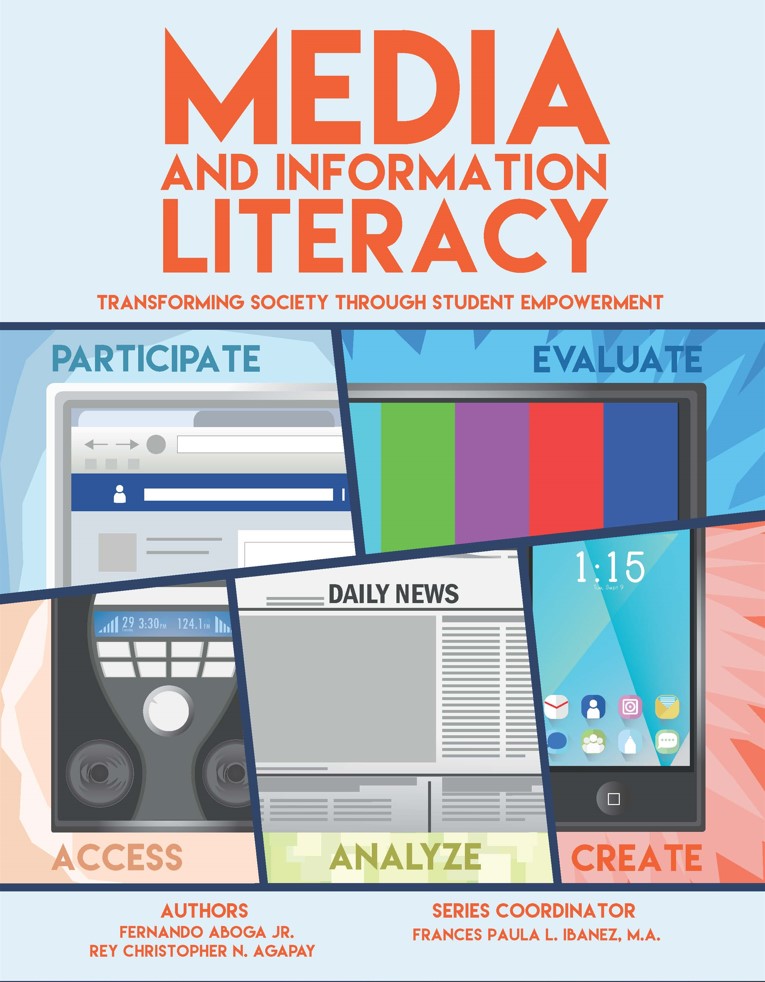 MEDIA
AND INFORMATION
LITERACY
TRANSFORMING SOCIETY THROUGH STUDENT EMPOWERMENT
PARTICIPATE
EVALUATE
DAILY NEWS
1:15
29 3:30PM 124.1
ACCESS
ANALYZE
CREATE
AUTHORS
FERNANDO ABOGA JR.
REY CHRISTOPHER N. AGAPAY
SERIES COORDINATOR
FRANCES PAULA L. IBANEZ, M.A.